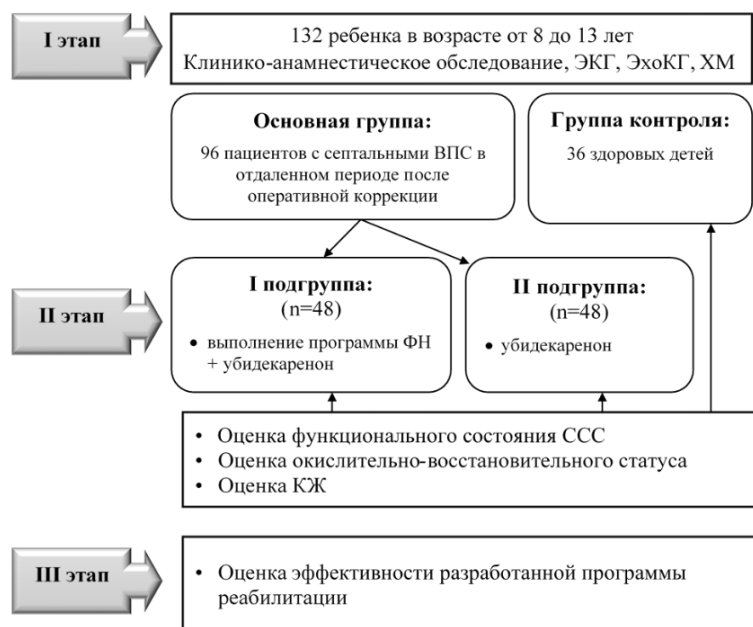 I этап
132 ребенка в возрасте от 8 до 13 лет
Клинико-анамнестическое обследование, ЭКГ, ЭхоКГ, ХМ
Основная группа:
96 пациентов с септальными ВПС в
отдаленном периоде после
оперативной коррекции
Группа контроля:
36 здоровых детей
II этап
I подгруппа:
(n=48)
• выполнение программы ФН
+ убидекаренон
II подгруппа:
(n=48)
• убидекаренон
• Оценка функционального состояния ССС
• Оценка окислительно-восстановительного статуса
• Оценка КЖ
III этап
• Оценка эффективности разработанной программы
реабилитации